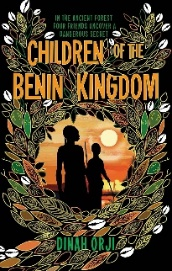 IN THE ANCIENT FOREST
FOUR FRIENDS UNCOVER A
DANGEROUS SECRET
CHILDREN OF THE
BENIN KINGDOM
DINAH ORJI